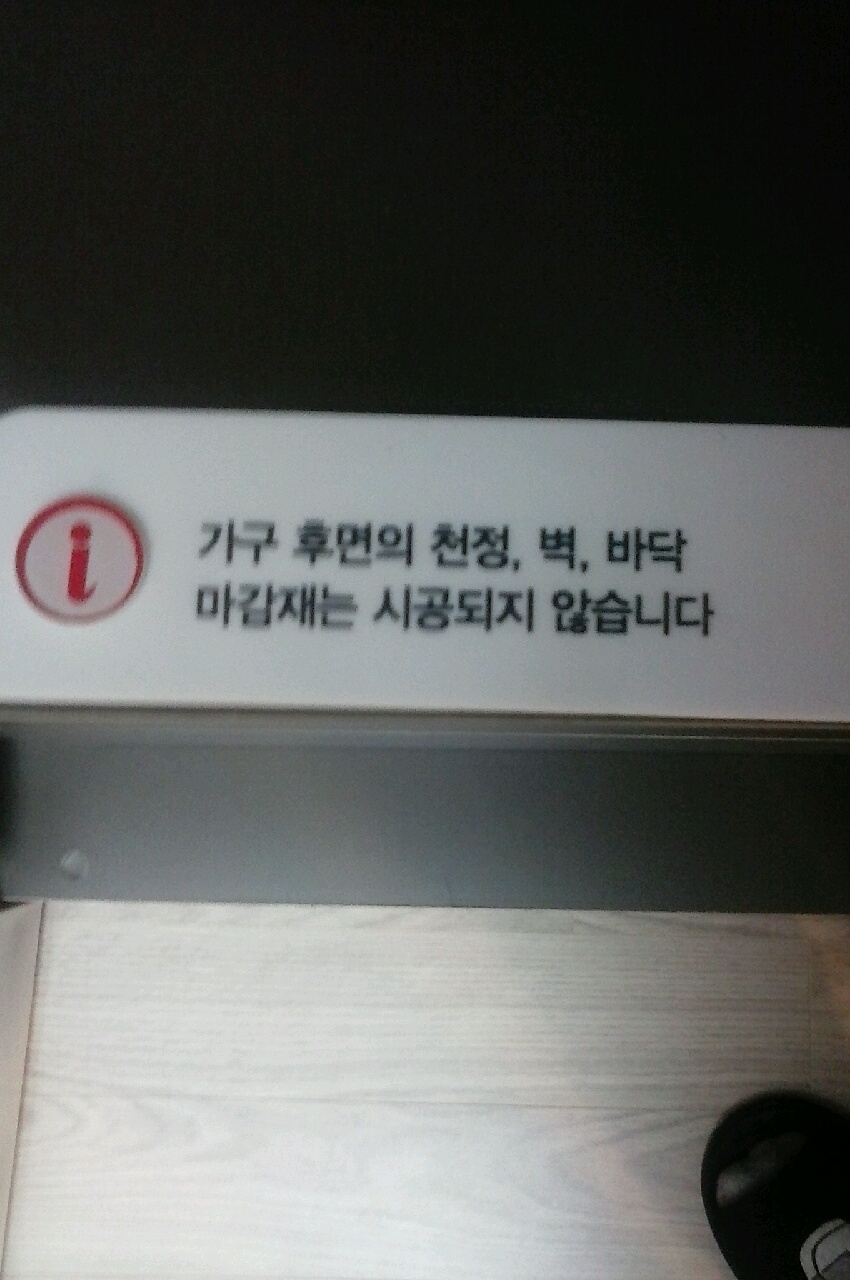 가구 후면의 천정, 벽, 바닥
마감재는 시공되지 않습니다